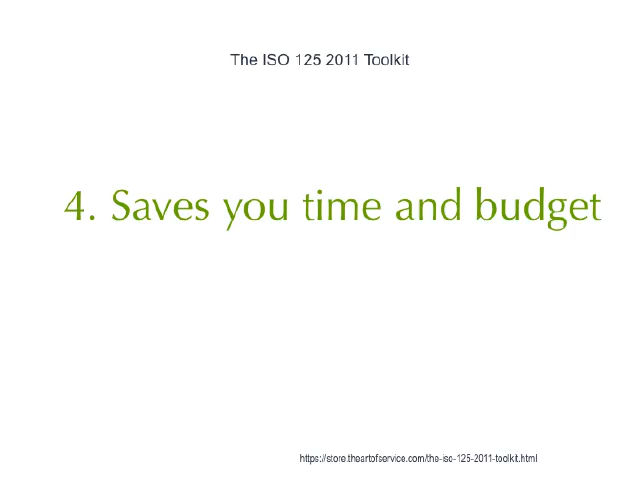 The ISO 125 2011 Toolkit
4. Saves you time and budget
https://store.theartofservice.com/the-iso-125-2011-toolkit.html